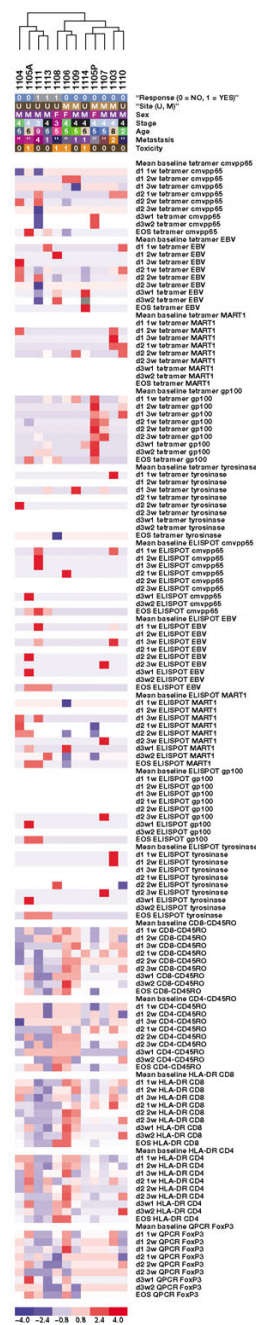 1104 1105A 1111 1113 1108 1106 1109 1114 1105P 1107 1103 1110
"Response (0 = NO, 1 = YES)"
"Site (U, M)"
Sex
Stage
Age
Metastasis
Toxicity
Mean baseline tetramer cmvpp65
d1 1w tetramer cmvpp65
d1 2w tetramer cmvpp65
d1 3w tetramer cmvpp65
d2 1w tetramer cmvpp65
d2 2w tetramer cmvpp65
d2 3w tetramer cmvpp65
d3w1 tetramer cmvpp65
d3w2 tetramer cmvpp65
EOS tetramer cmvpp65
Mean baseline tetramer EBV
d1 1w tetramer EBV
d1 2w tetramer EBV
d1 3w tetramer EBV
d2 1w tetramer EBV
d2 2w tetramer EBV
d2 3w tetramer EBV
d3w1 tetramer EBV
d3w2 tetramer EBV
EOS tetramer EBV
Mean baseline tetramer MART1
d1 1w tetramer MART1
d1 2w tetramer MART1
d1 3w tetramer MART1
d2 1w tetramer MART1
d2 2w tetramer MART1
d2 3w tetramer MART1
d3w1 tetramer MART1
d3w2 tetramer MART1
EOS tetramer MART1
Mean baseline tetramer gp100
d1 1w tetramer gp100
d1 2w tetramer gp100
d1 3w tetramer gp100
d2 1w tetramer gp100
d2 2w tetramer gp100
d2 3w tetramer gp100
d3w1 tetramer gp100
d3w2 tetramer gp100
EOS tetramer gp100
Mean baseline tetramer tyrosinase
d1 1w tetramer tyrosinase
d1 2w tetramer tyrosinase
d1 3w tetramer tyrosinase
d2 1w tetramer tyrosinase
d2 2w tetramer tyrosinase
d2 3w tetramer tyrosinase
d3w1 tetramer tyrosinase
d3w2 tetramer tyrosinase
EOS tetramer tyrosinase
Mean baseline ELISPOT cmvpp65
d1 1w ELISPOT cmvpp65
d1 2w ELISPOT cmvpp65
d1 3w ELISPOT cmvpp65
d2 1w ELISPOT cmvpp65
d2 2w ELISPOT cmvpp65
d2 3w ELISPOT cmvpp65
d3w1 ELISPOT cmvpp65
d3w2 ELISPOT cmvpp65
EOS ELISPOT cmvpp65
Mean baseline ELISPOT EBV
d1 1w ELISPOT EBV
d1 2w ELISPOT EBV
d1 3w ELISPOT EBV
d2 1w ELISPOT EBV
d2 2w ELISPOT EBV
d2 3w ELISPOT EBV
d3w1 ELISPOT EBV
d3w2 ELISPOT EBV
EOS ELISPOT EBV
Mean baseline ELISPOT MART1
d1 1w ELISPOT MART1
d1 2w ELISPOT MART1
d1 3w ELISPOT MART1
d2 1w ELISPOT MART1
d2 2w ELISPOT MART1
d2 3w ELISPOT MART1
d3w1 ELISPOT MART1
d3w2 ELISPOT MART1
EOS ELISPOT MART1
Mean baseline ELISPOT gp100
d1 1w ELISPOT gp100
d1 2w ELISPOT gp100
d1 3w ELISPOT gp100
d2 1w ELISPOT gp100
d2 2w ELISPOT gp100
d2 3w ELISPOT gp100
d3w1 ELISPOT gp100
d3w2 ELISPOT gp100
EOS ELISPOT gp100
Mean baseline ELISPOT tyrosinase
d1 1w ELISPOT tyrosinase
d1 2w ELISPOT tyrosinase
d1 3w ELISPOT tyrosinase
d2 1w ELISPOT tyrosinase
d2 2w ELISPOT tyrosinase
d2 3w ELISPOT tyrosinase
d3w1 ELISPOT tyrosinase
d3w2 ELISPOT tyrosinase
EOS ELISPOT tyrosinase
Mean baseline CD8-CD45RO
d1 1w CD8-CD45RO
d1 2w CD8-CD45RO
d1 3w CD8-CD45RO
d2 1w CD8-CD45RO
d2 2w CD8-CD45RO
d2 3w CD8-CD45RO
d3w1 CD8-CD45RO
d3w2 CD8-CD45RO
EOS CD8-CD45RO
Mean baseline CD4-CD45RO
d1 1w CD4-CD45RO
d1 2w CD4-CD45RO
d1 3w CD4-CD45RO
d2 1w CD4-CD45RO
d2 2w CD4-CD45RO
d2 3w CD4-CD45RO
d3w1 CD4-CD45RO
d3w2 CD4-CD45RO
EOS CD4-CD45RO
Mean baseline HLA-DR CD8
d1 1w HLA-DR CD8
d1 2w HLA-DR CD8
d1 3w HLA-DR CD8
d2 1w HLA-DR CD8
d2 2w HLA-DR CD8
d2 3w HLA-DR CD8
d3w1 HLA-DR CD8
d3w2 HLA-DR CD8
EOS HLA-DR CD8
Mean baseline HLA-DR CD4
d1 1w HLA-DR CD4
d1 2w HLA-DR CD4
d1 3w HLA-DR CD4
d2 1w HLA-DR CD4
d2 2w HLA-DR CD4
d2 3w HLA-DR CD4
d3w1 HLA-DR CD4
d3w2 HLA-DR CD4
EOS HLA-DR CD4
Mean baseline QPCR FoxP3
d1 1w QPCR FoxP3
d1 2w QPCR FoxP3
d1 3w QPCR FoxP3
d2 1w QPCR FoxP3
d2 2w QPCR FoxP3
d2 3w QPCR FoxP3
d3w1 QPCR FoxP3
d3w2 QPCR FoxP3
EOS QPCR FoxP3
−4.0 −2.4 −0.8 0.8 2.4 4.0